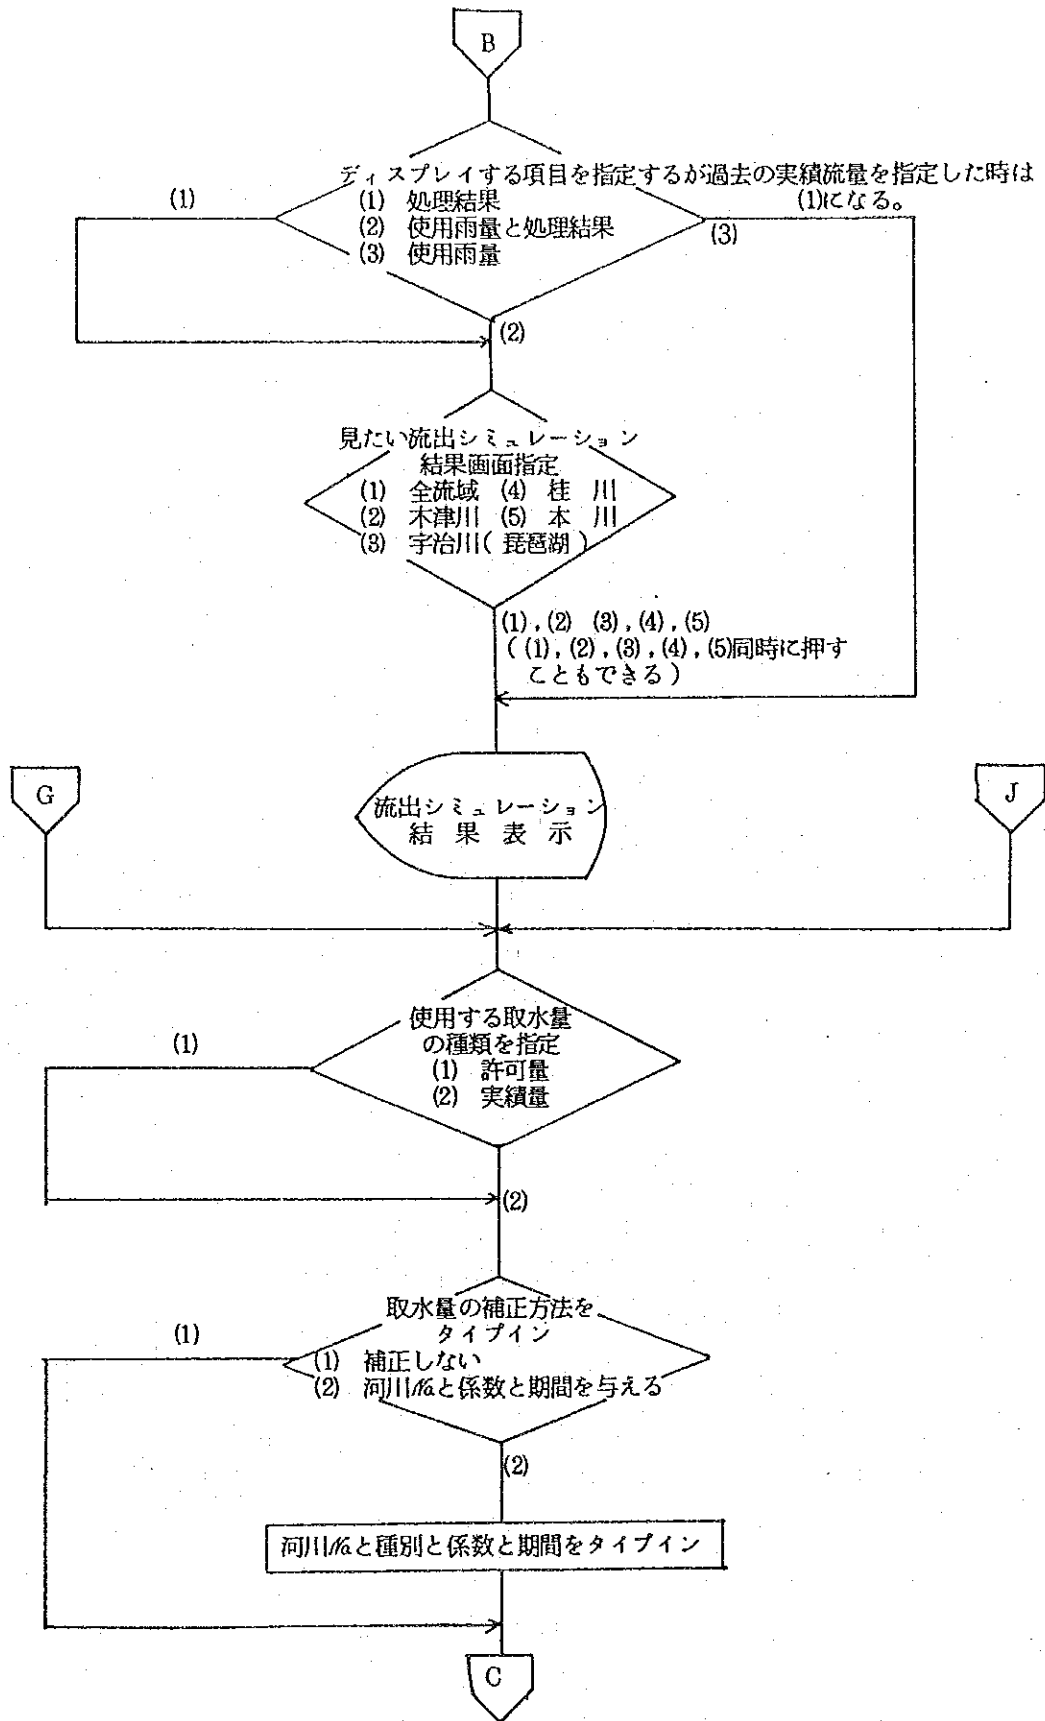 B
ディスプレイする項目を指定するが過去の実績流量を指定した時は
(1)になる。
(1)
(1) 処理結果
(2) 使用雨量と処理結果
(3) 使用雨量
(3)
(2)
見たい流出シミュレーション
結果画面指定
(1) 全流域 (4) 桂川
(2) 木津川 (5) 本川
(3) 宇治川(琵琶湖)
(1),(2) (3),(4),(5)
((1),(2),(3),(4),(5)同時に押す
こともできる)
G
J
流出シミュレーション
結果表示
使用する取水量
の種類を指定
(1) 許可量
(2) 実績量
(1)
(2)
取水量の補正方法を
タイプイン
(1) 補正しない
(2) 河川№と係数と期間を与える
(1)
(2)
河川№と種別と係数と期間をタイプイン
C